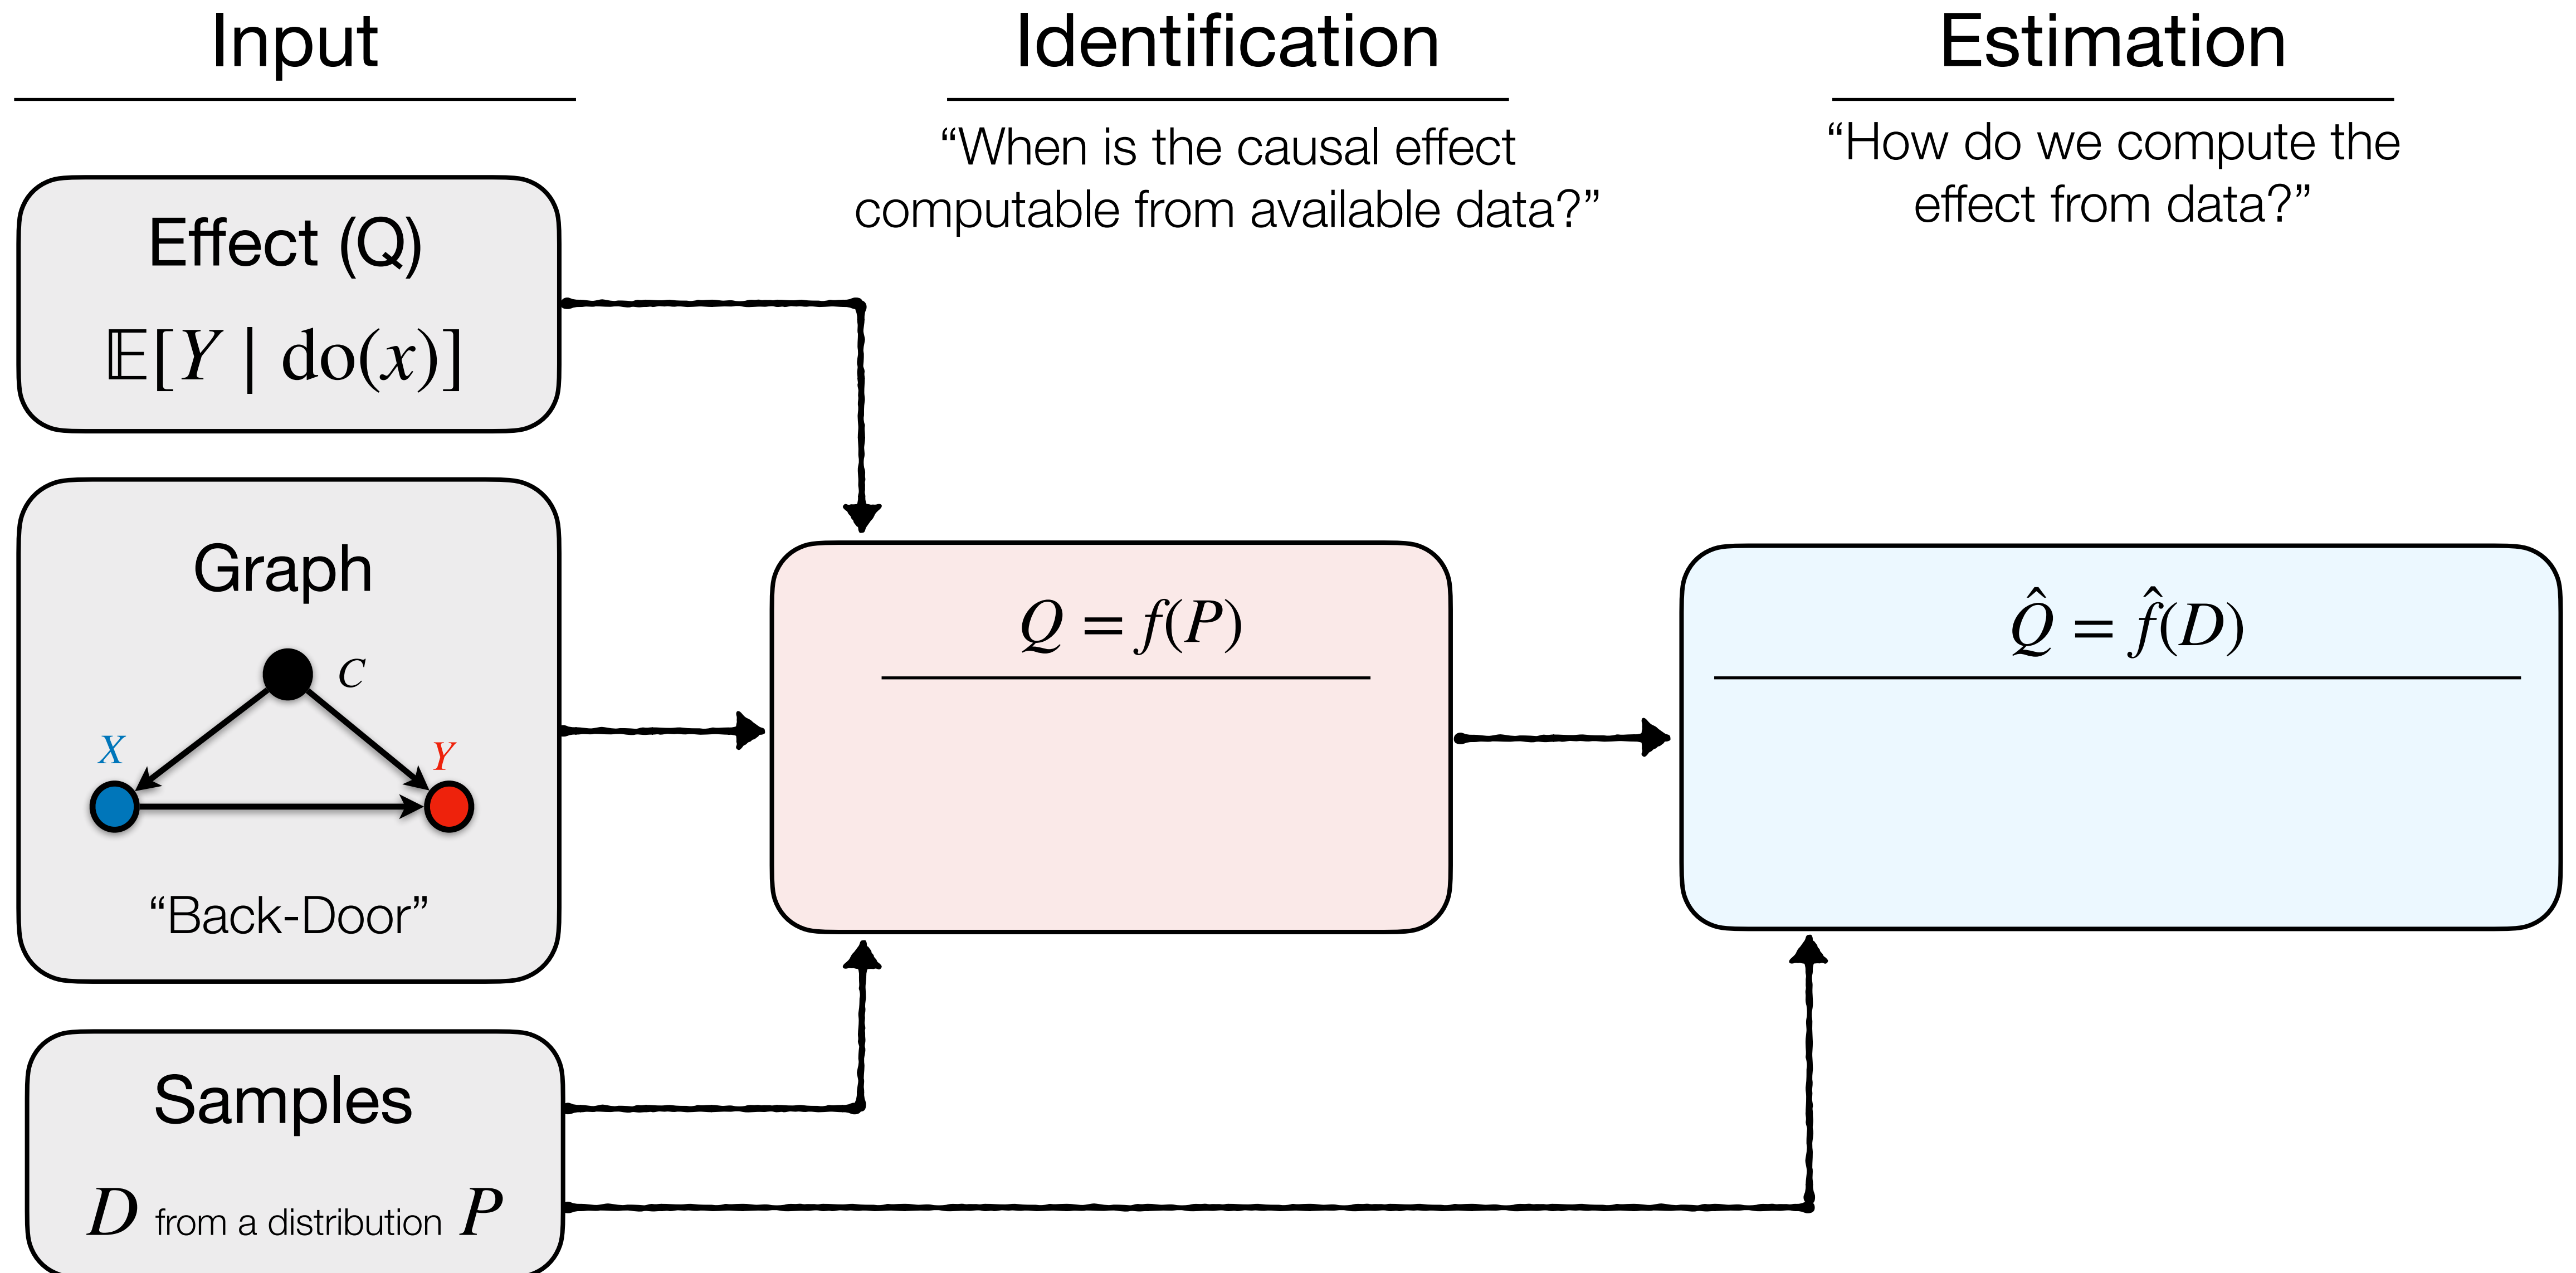 Input
Effect (Q)
𝔼[Y | do(x)]
Graph
C
X
Y
“Back-Door”
Samples
D from a distribution P
Identification
“When is the causal effect
computable from available data?”
Q = f(P)
Estimation
“How do we compute the
effect from data?”
Q̂ = f̂(D)